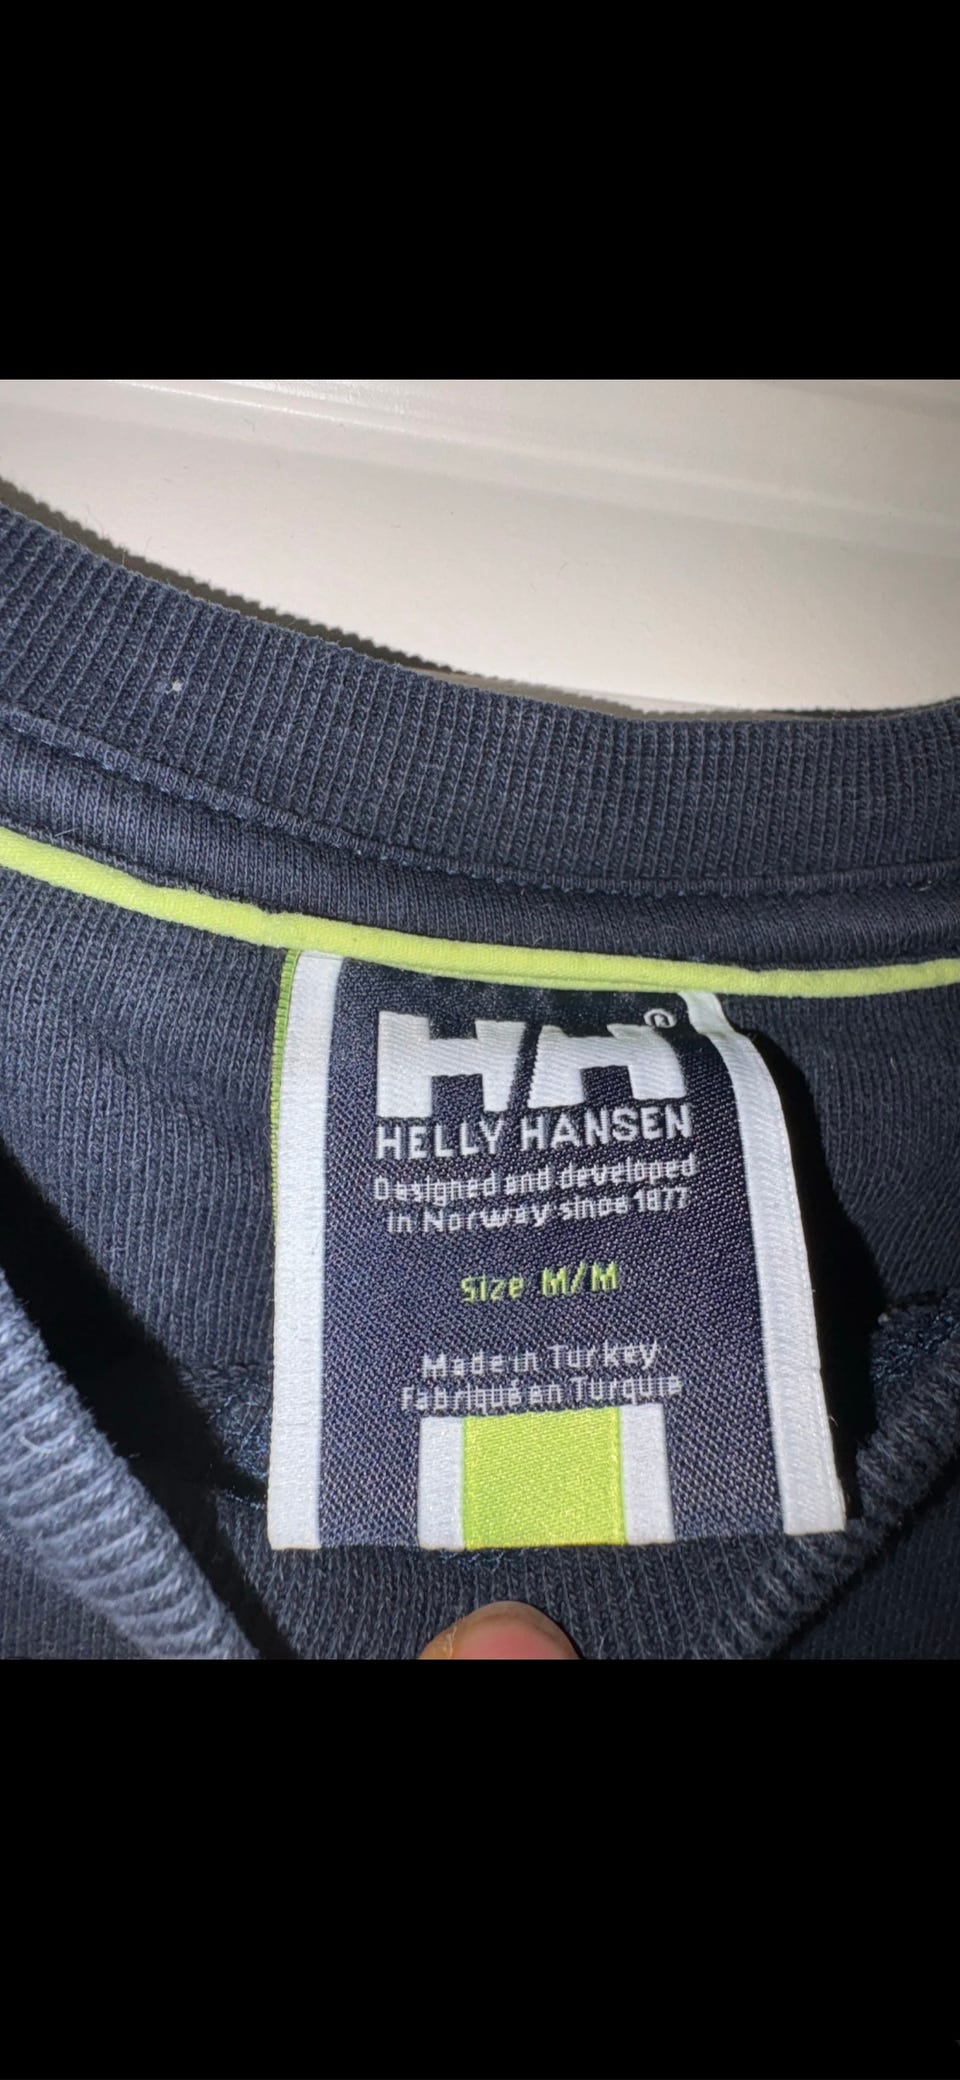 HH®
HELLY HANSEN
Designed and developed
in Norway since 1877
Size M/M
Made in Turkey
Fabriqué en Turquie